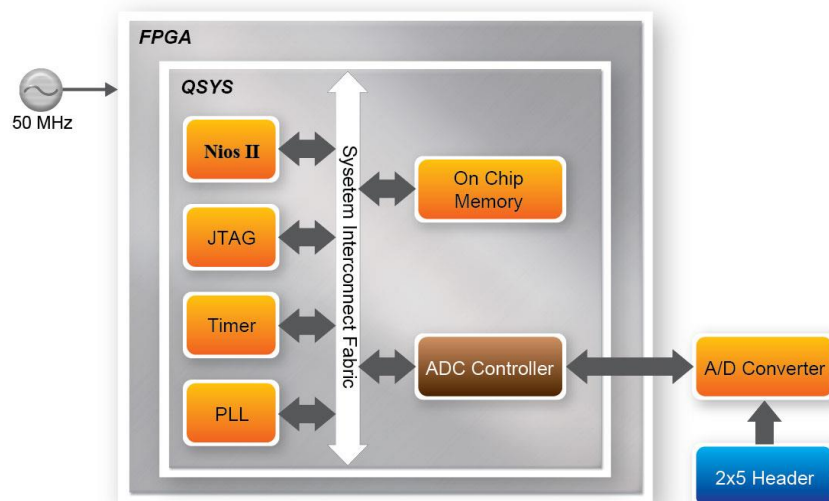 FPGA
QSYS
50 MHz
Nios II
JTAG
Timer
PLL
Sysetem Interconnect Fabric
On Chip
Memory
ADC Controller
A/D Converter
2x5 Header